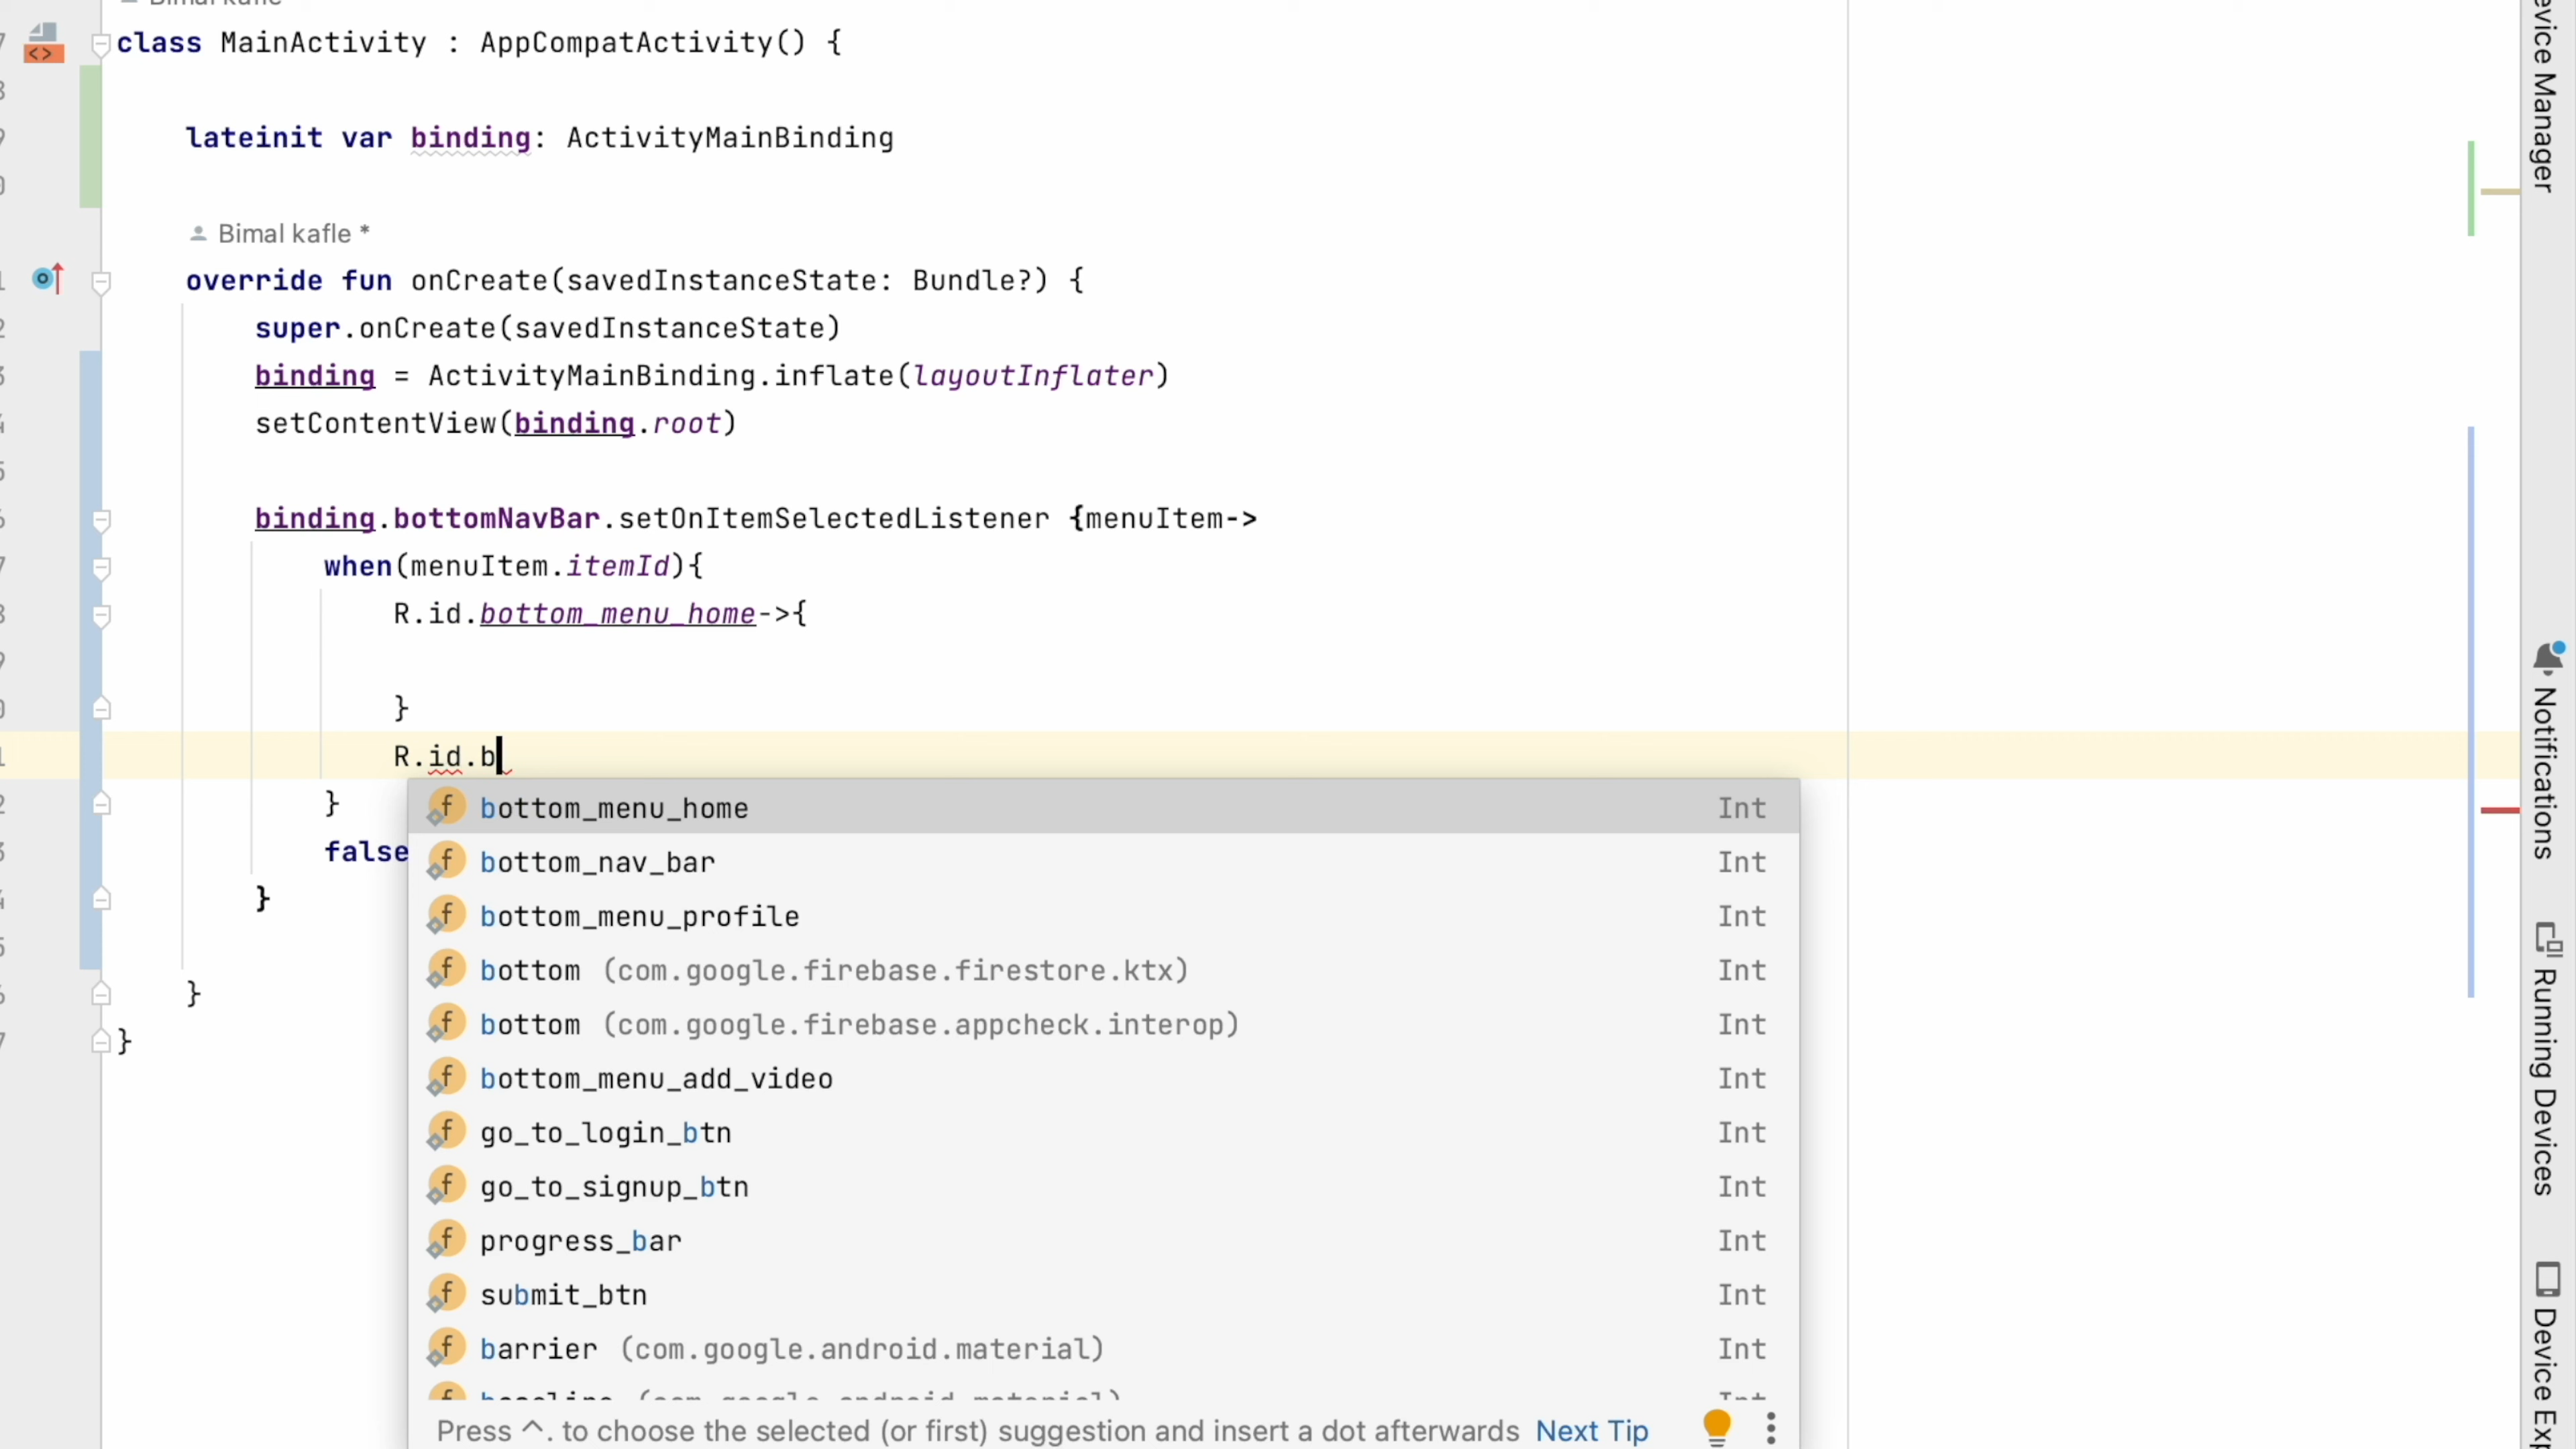 class MainActivity : AppCompatActivity() {
lateinit var binding: ActivityMainBinding
Bimal kafle *
override fun onCreate(savedInstanceState: Bundle?) {
super.onCreate(savedInstanceState)
binding = ActivityMainBinding.inflate(layoutInflater)
setContentView(binding.root)
binding.bottomNavBar.setOnItemSelectedListener {menuItem->
when(menuItem.itemId){
R.id.bottom_menu_home->{
}
R.id.b
}
false
}
}
}
bottom_menu_home Int
bottom_nav_bar Int
bottom_menu_profile Int
bottom (com.google.firebase.firestore.ktx) Int
bottom (com.google.firebase.appcheck.interop) Int
bottom_menu_add_video Int
go_to_login_btn Int
go_to_signup_btn Int
progress_bar Int
submit_btn Int
barrier (com.google.android.material) Int
Press ^. to choose the selected (or first) suggestion and insert a dot afterwards Next Tip
Manager
Notifications
Running Devices
Device